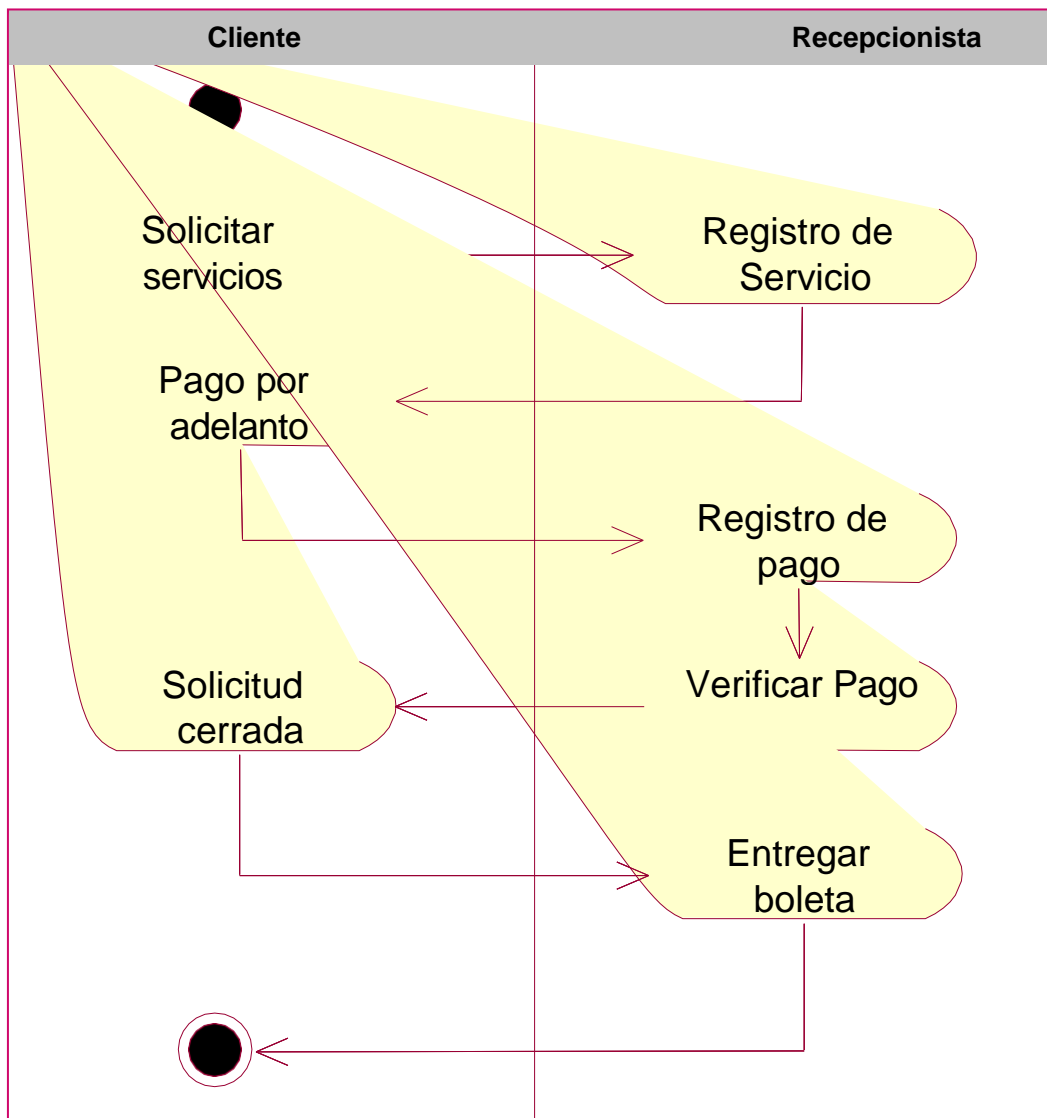 Cliente
Recepcionista
Solicitar
servicios
Registro de
Servicio
Pago por
adelanto
Registro de
pago
Verificar Pago
Solicitud
cerrada
Entregar
boleta